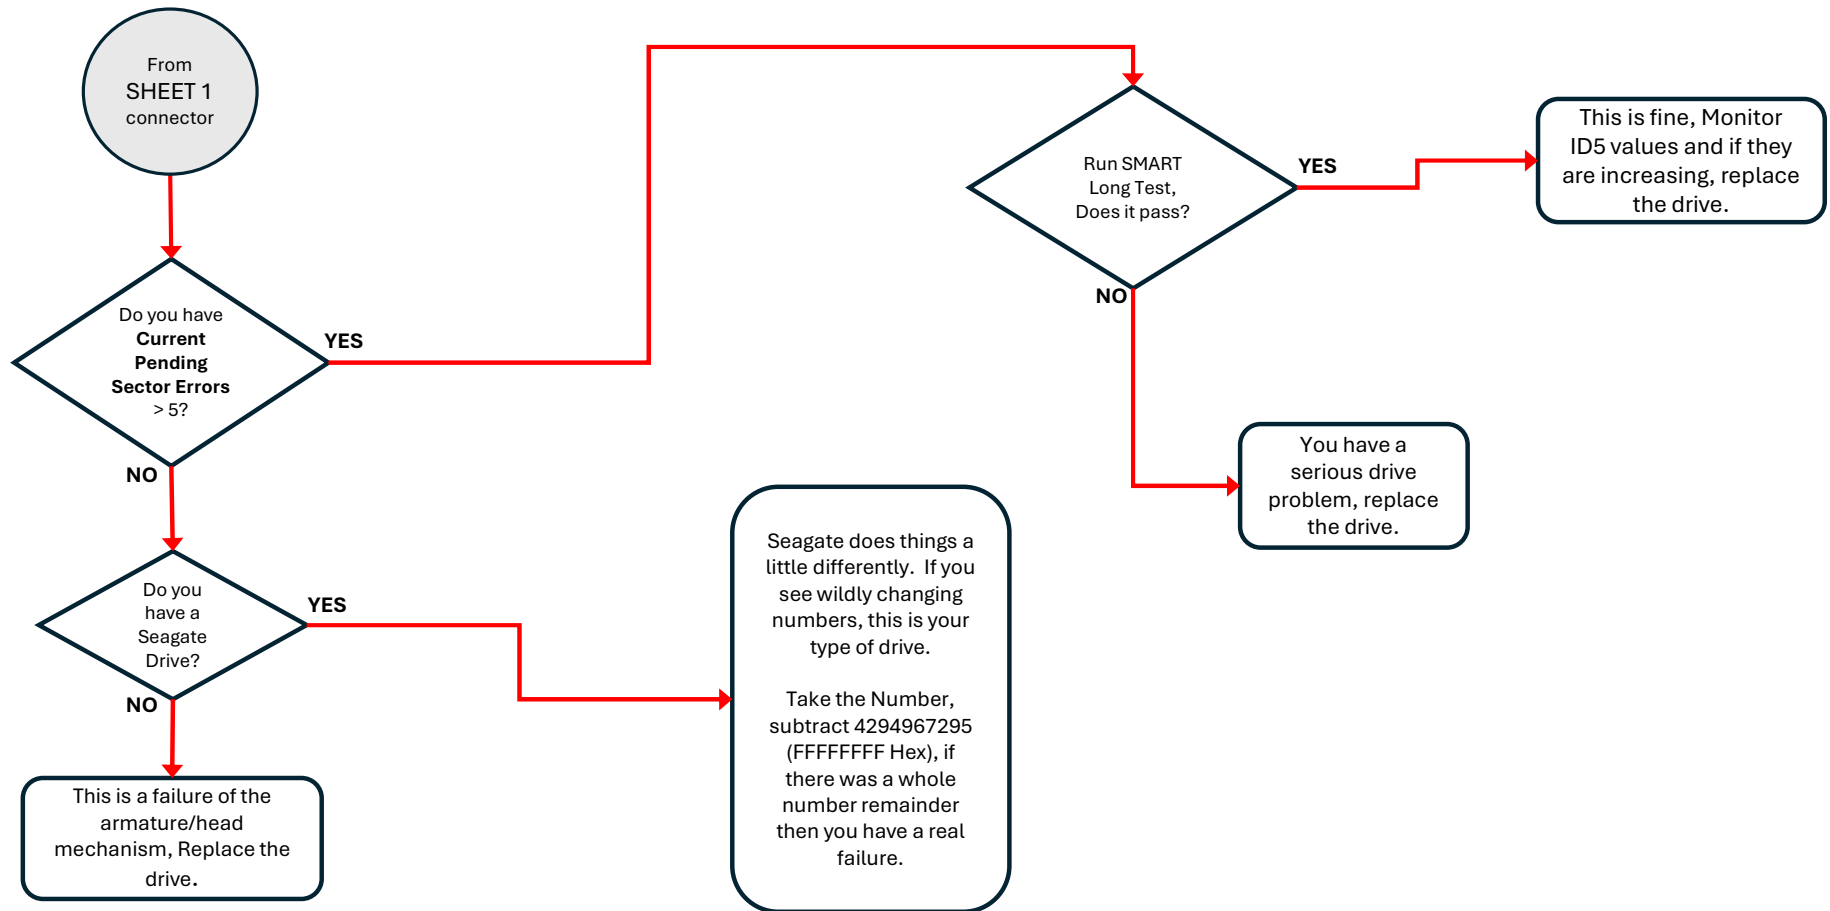 From
SHEET 1
connector
Do you have
Current
Pending
Sector Errors
> 5?
YES
NO
Run SMART
Long Test,
Does it pass?
YES
NO
This is fine, Monitor
ID5 values and if they
are increasing, replace
the drive.
You have a
serious drive
problem, replace
the drive.
Do you
have a
Seagate
Drive?
YES
NO
Seagate does things a
little differently.  If you
see wildly changing
numbers, this is your
type of drive.
Take the Number,
subtract 4294967295
(FFFFFFFF Hex), if
there was a whole
number remainder
then you have a real
failure.
This is a failure of the
armature/head
mechanism, Replace the
drive.